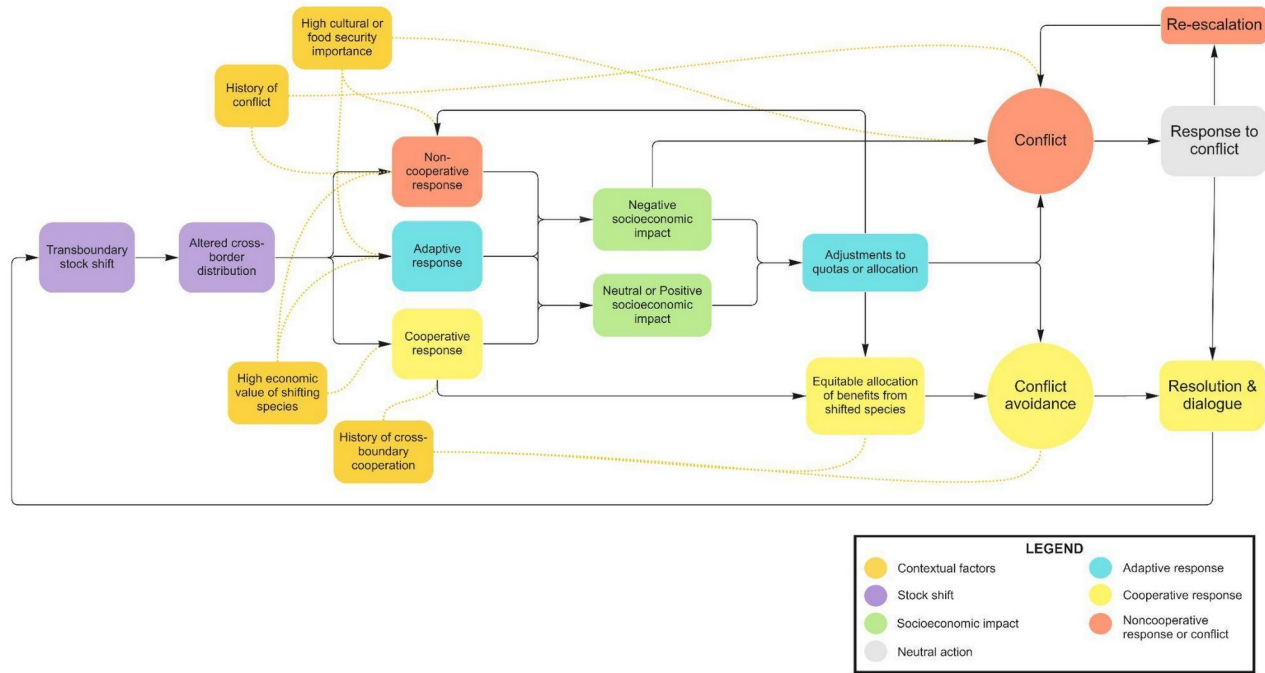 High cultural or
food security
importance
Re-escalation
History of
conflict
Conflict
Response to
conflict
Non-
cooperative
response
Negative
socioeconomic
impact
Transboundary
stock shift
Altered cross-
border
distribution
Adaptive
response
Adjustments to
quotas or allocation
Neutral or Positive
socioeconomic
impact
Cooperative
response
High economic
value of shifting
species
Equitable allocation
of benefits from
shifted species
Conflict
avoidance
Resolution &
dialogue
History of cross-
boundary
cooperation
LEGEND
Contextual factors
Stock shift
Socioeconomic impact
Neutral action
Adaptive response
Cooperative response
Noncooperative
response or conflict